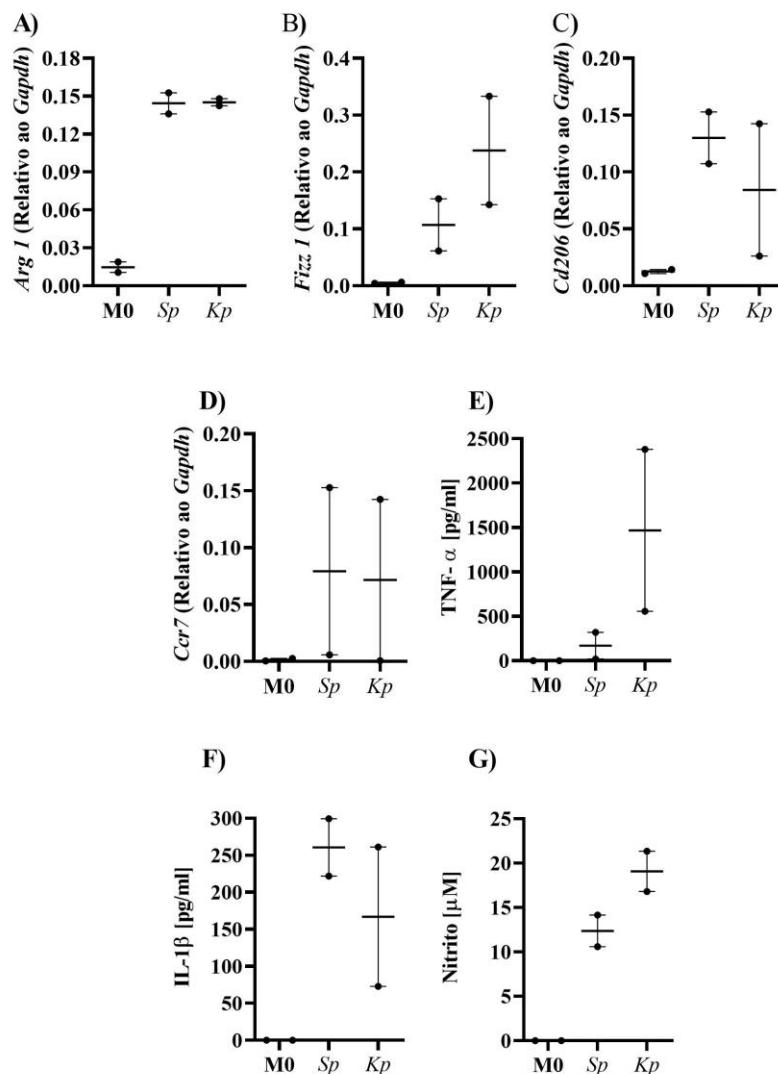 A)
B)
C)
Arg 1 (Relativo ao Gapdh)
0.18
0.15
0.12
0.09
0.06
0.03
0.00
M0 Sp Kp
Fizz 1 (Relativo ao Gapdh)
0.4
0.3
0.2
0.1
0.0
M0 Sp Kp
Cd206 (Relativo ao Gapdh)
0.20
0.15
0.10
0.05
0.00
M0 Sp Kp
D)
E)
Ccr7 (Relativo ao Gapdh)
0.20
0.15
0.10
0.05
0.00
M0 Sp Kp
TNF- α [pg/ml]
2500
2000
1500
1000
500
0
M0 Sp Kp
F)
G)
IL-1β [pg/ml]
300
250
200
150
100
50
0
M0 Sp Kp
Nitrito [μM]
25
20
15
10
5
0
M0 Sp Kp